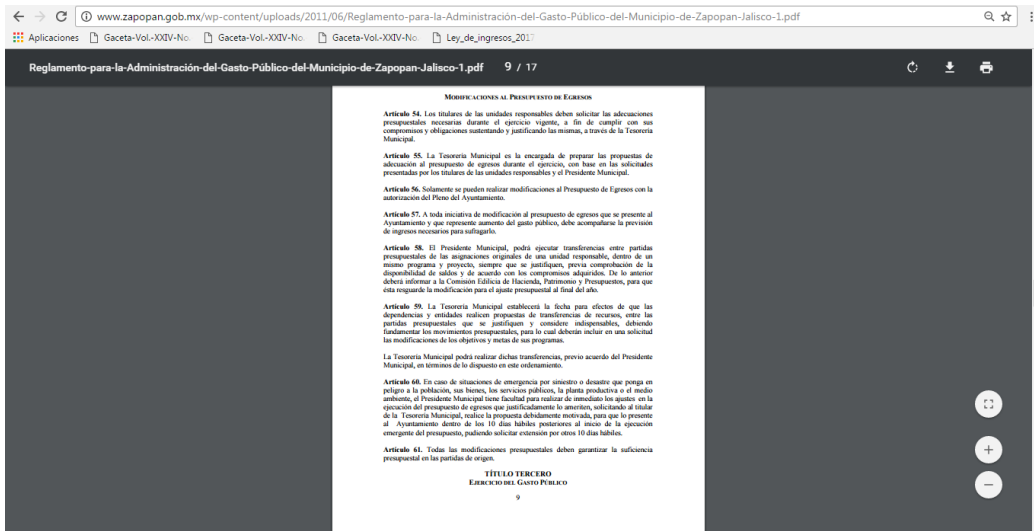 www.zapopan.gob.mx/wp-content/uploads/2011/06/Reglamento-para-la-Administración-del-Gasto-Público-del-Municipio-de-Zapopan-Jalisco-1.pdf
Aplicaciones Gaceta-Vol.-XXIV-No. Gaceta-Vol.-XXIV-No. Gaceta-Vol.-XXIV-No. Ley_de_ingresos_2017
Reglamento-para-la-Administración-del-Gasto-Público-del-Municipio-de-Zapopan-Jalisco-1.pdf 9 / 17
MODIFICACIONES AL PRESUPUESTO DE EGRESOS
Artículo 54. Los titulares de las unidades responsables deben solicitar las adecuaciones
presupuestales necesarias durante el ejercicio vigente, a fin de cumplir con sus
compromisos y obligaciones sustentando y justificando las mismas, a través de la Tesorería
Municipal.
Artículo 55. La Tesorería Municipal es la encargada de preparar las propuestas de
adecuación al presupuesto de egresos durante el ejercicio, con base en las solicitudes
presentadas por los titulares de las unidades responsables y el Presidente Municipal.
Artículo 56. Solamente se pueden realizar modificaciones al Presupuesto de Egresos con la
autorización del Pleno del Ayuntamiento.
Artículo 57. A toda iniciativa de modificación al presupuesto de egresos que se presente al
Ayuntamiento y que represente aumento del gasto público, debe acompañarse la previsión
de ingresos necesarios para sufragarlo.
Artículo 58. El Presidente Municipal, podrá ejecutar transferencias entre partidas
presupuestales de las asignaciones originales de una unidad responsable, dentro de un
mismo programa y proyecto, siempre que se justifiquen, previa comprobación de la
disponibilidad de saldos y de acuerdo con los compromisos adquiridos. De lo anterior
deberá informar a la Comisión Edilicia de Hacienda, Patrimonio y Presupuestos, para que
ésta resguarde la modificación para el ajuste presupuestal al final del año.
Artículo 59. La Tesorería Municipal establecerá la fecha para efectos de que las
dependencias y entidades realicen propuestas de transferencias de recursos, entre las
partidas presupuestales que se justifiquen y considere indispensables, debiendo
fundamentar los movimientos presupuestales, para lo cual deberán incluir en una solicitud
las modificaciones de los objetivos y metas de sus programas.
La Tesorería Municipal podrá realizar dichas transferencias, previo acuerdo del Presidente
Municipal, en términos de lo dispuesto en este ordenamiento.
Artículo 60. En caso de situaciones de emergencia por siniestro o desastre que ponga en
peligro a la población, sus bienes, los servicios públicos, la planta productiva o el medio
ambiente, el Presidente Municipal tiene facultad para realizar de inmediato los ajustes en la
ejecución del presupuesto de egresos que justificadamente lo ameriten, solicitando al titular
de la Tesorería Municipal, realice la propuesta debidamente motivada, para que lo presente
al Ayuntamiento dentro de los 10 días hábiles posteriores al inicio de la ejecución
emergente del presupuesto, pudiendo solicitar extensión por otros 10 días hábiles.
Artículo 61. Todas las modificaciones presupuestales deben garantizar la suficiencia
presupuestal en las partidas de origen.
TÍTULO TERCERO
EJERCICIO DEL GASTO PÚBLICO
9